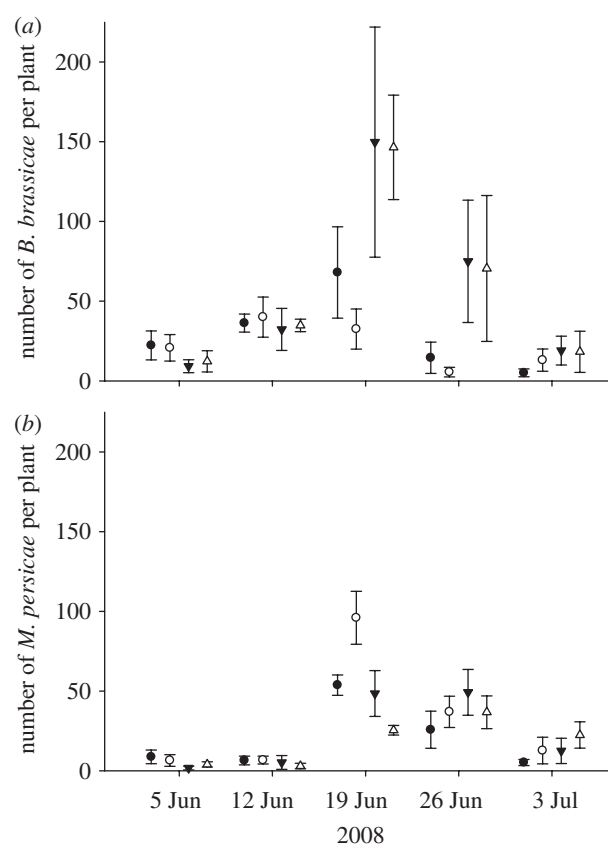 (a)
number of B. brassicae per plant
200
150
100
50
0
(b)
number of M. persicae per plant
200
150
100
50
0
5 Jun 12 Jun 19 Jun 26 Jun 3 Jul
2008